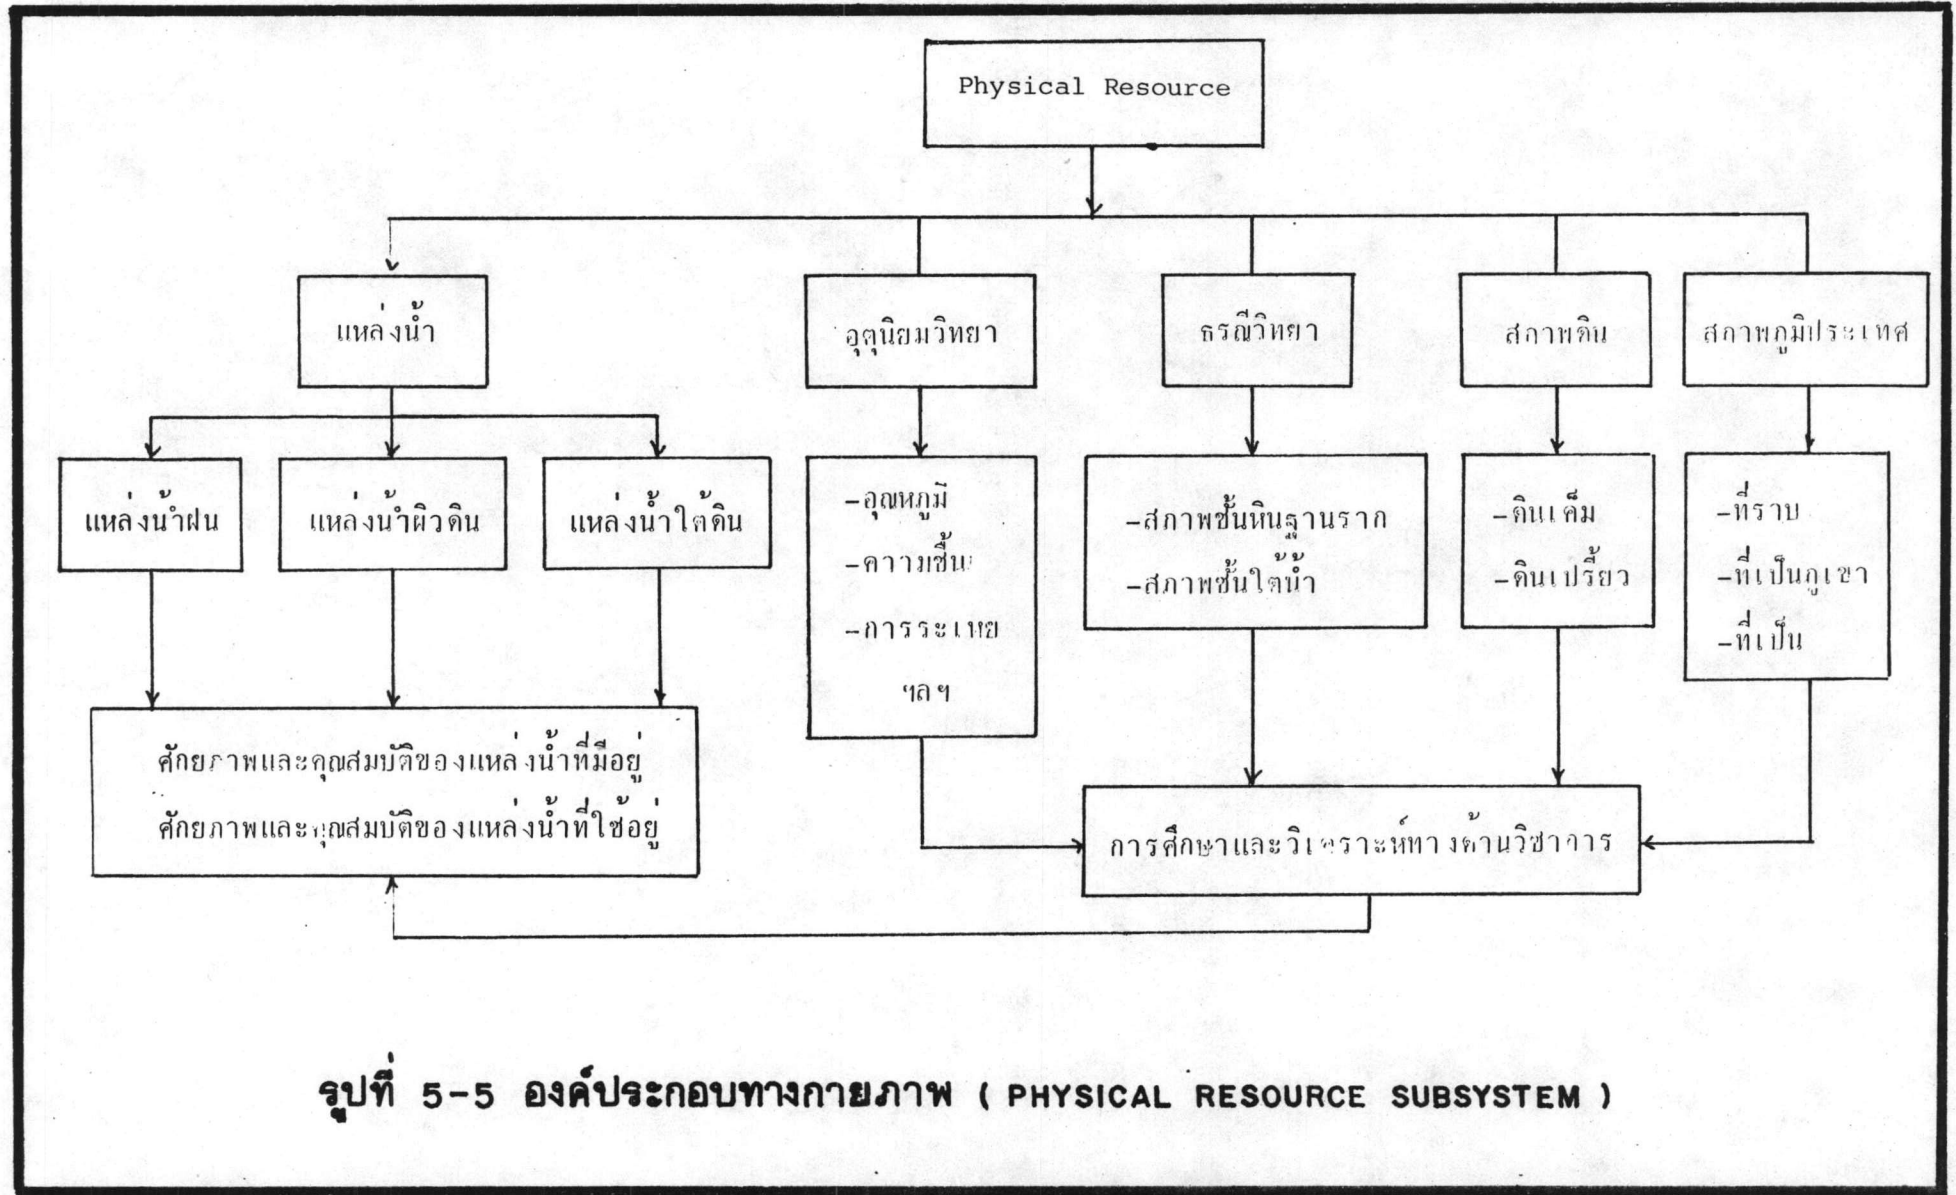 Physical Resource
แหล่งน้ำ
อุตุนิยมวิทยา
ธรณีวิทยา
สภาพดิน
สภาพภูมิประเทศ
แหล่งน้ำฝน
แหล่งน้ำผิวดิน
แหล่งน้ำใต้ดิน
-อุณหภูมิ
-ความชื้น
-การระเหย
ฯลฯ
-สภาพชั้นหินฐานราก
-สภาพชั้นใต้น้ำ
-ดินเค็ม
-ดินเปรี้ยว
-ที่ราบ
-ที่เป็นภูเขา
-ที่เป็น
ศักยภาพและคุณสมบัติของแหล่งน้ำที่มีอยู่
ศักยภาพและคุณสมบัติของแหล่งน้ำที่ใช้อยู่
การศึกษาและวิเคราะห์ทางด้านวิชาการ
รูปที่ 5-5 องค์ประกอบทางกายภาพ ( PHYSICAL RESOURCE SUBSYSTEM )